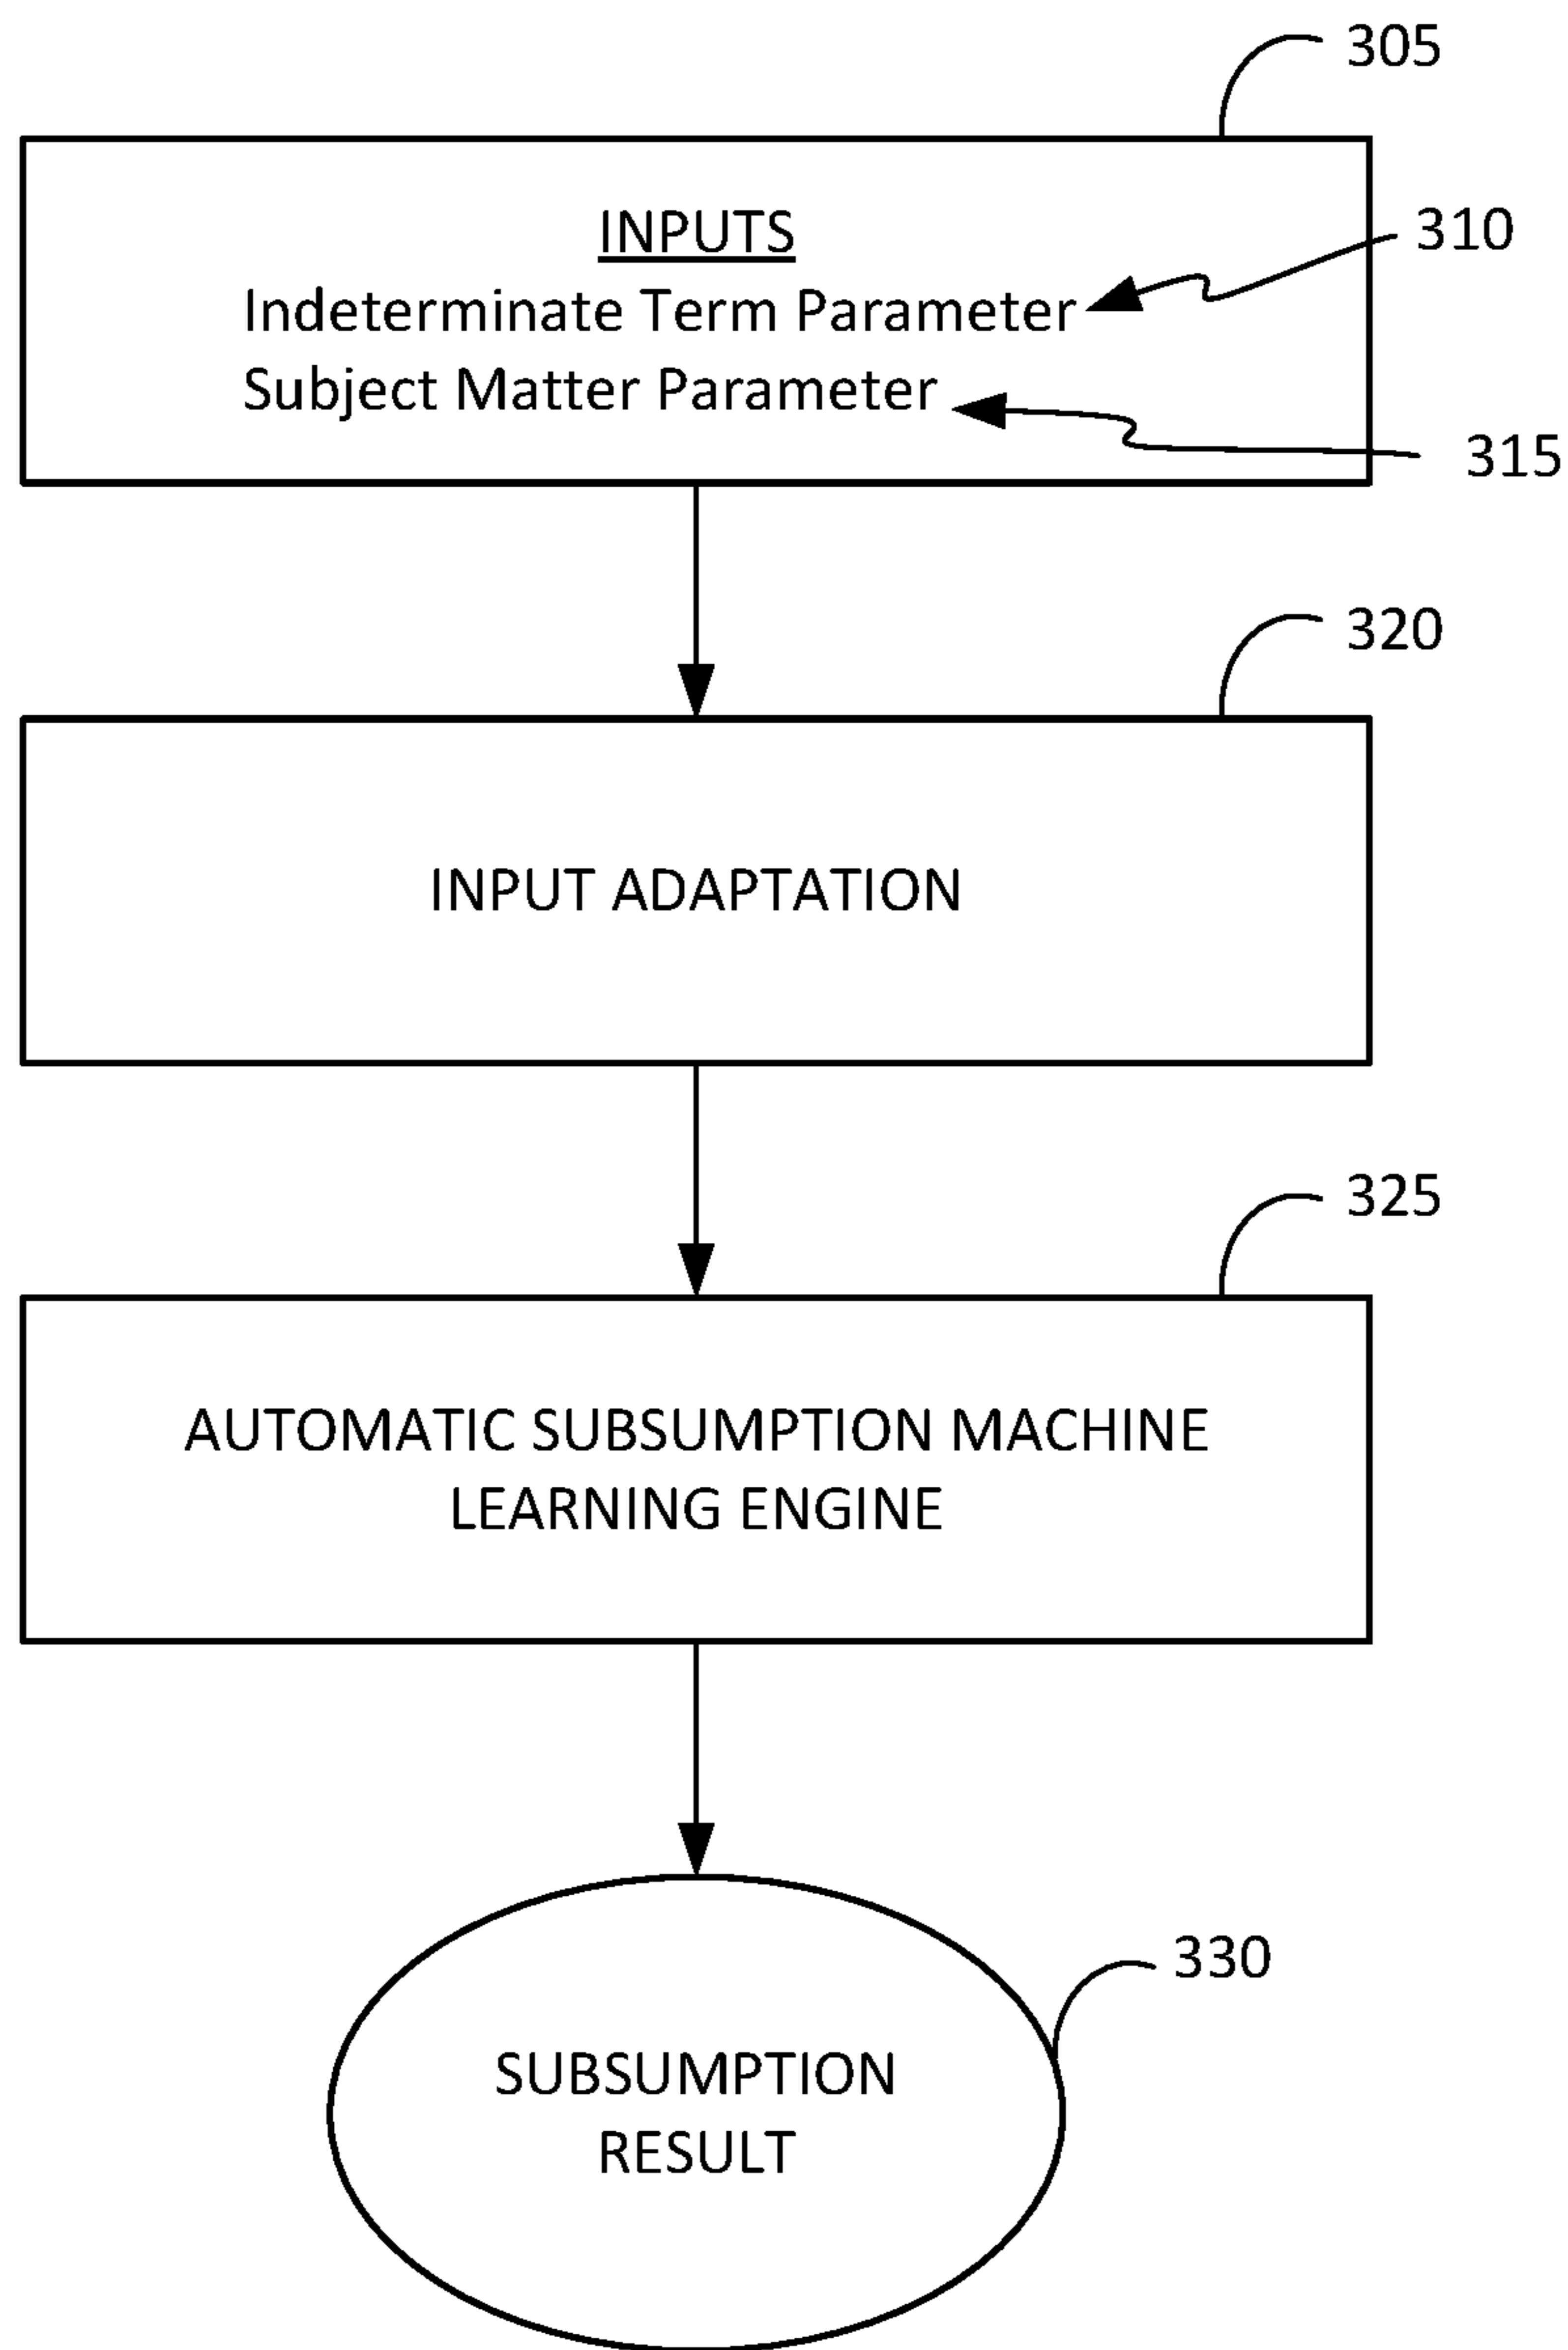 305
INPUTS
310
Indeterminate Term Parameter
Subject Matter Parameter
315
320
INPUT ADAPTATION
325
AUTOMATIC SUBSUMPTION MACHINE
LEARNING ENGINE
330
SUBSUMPTION
RESULT